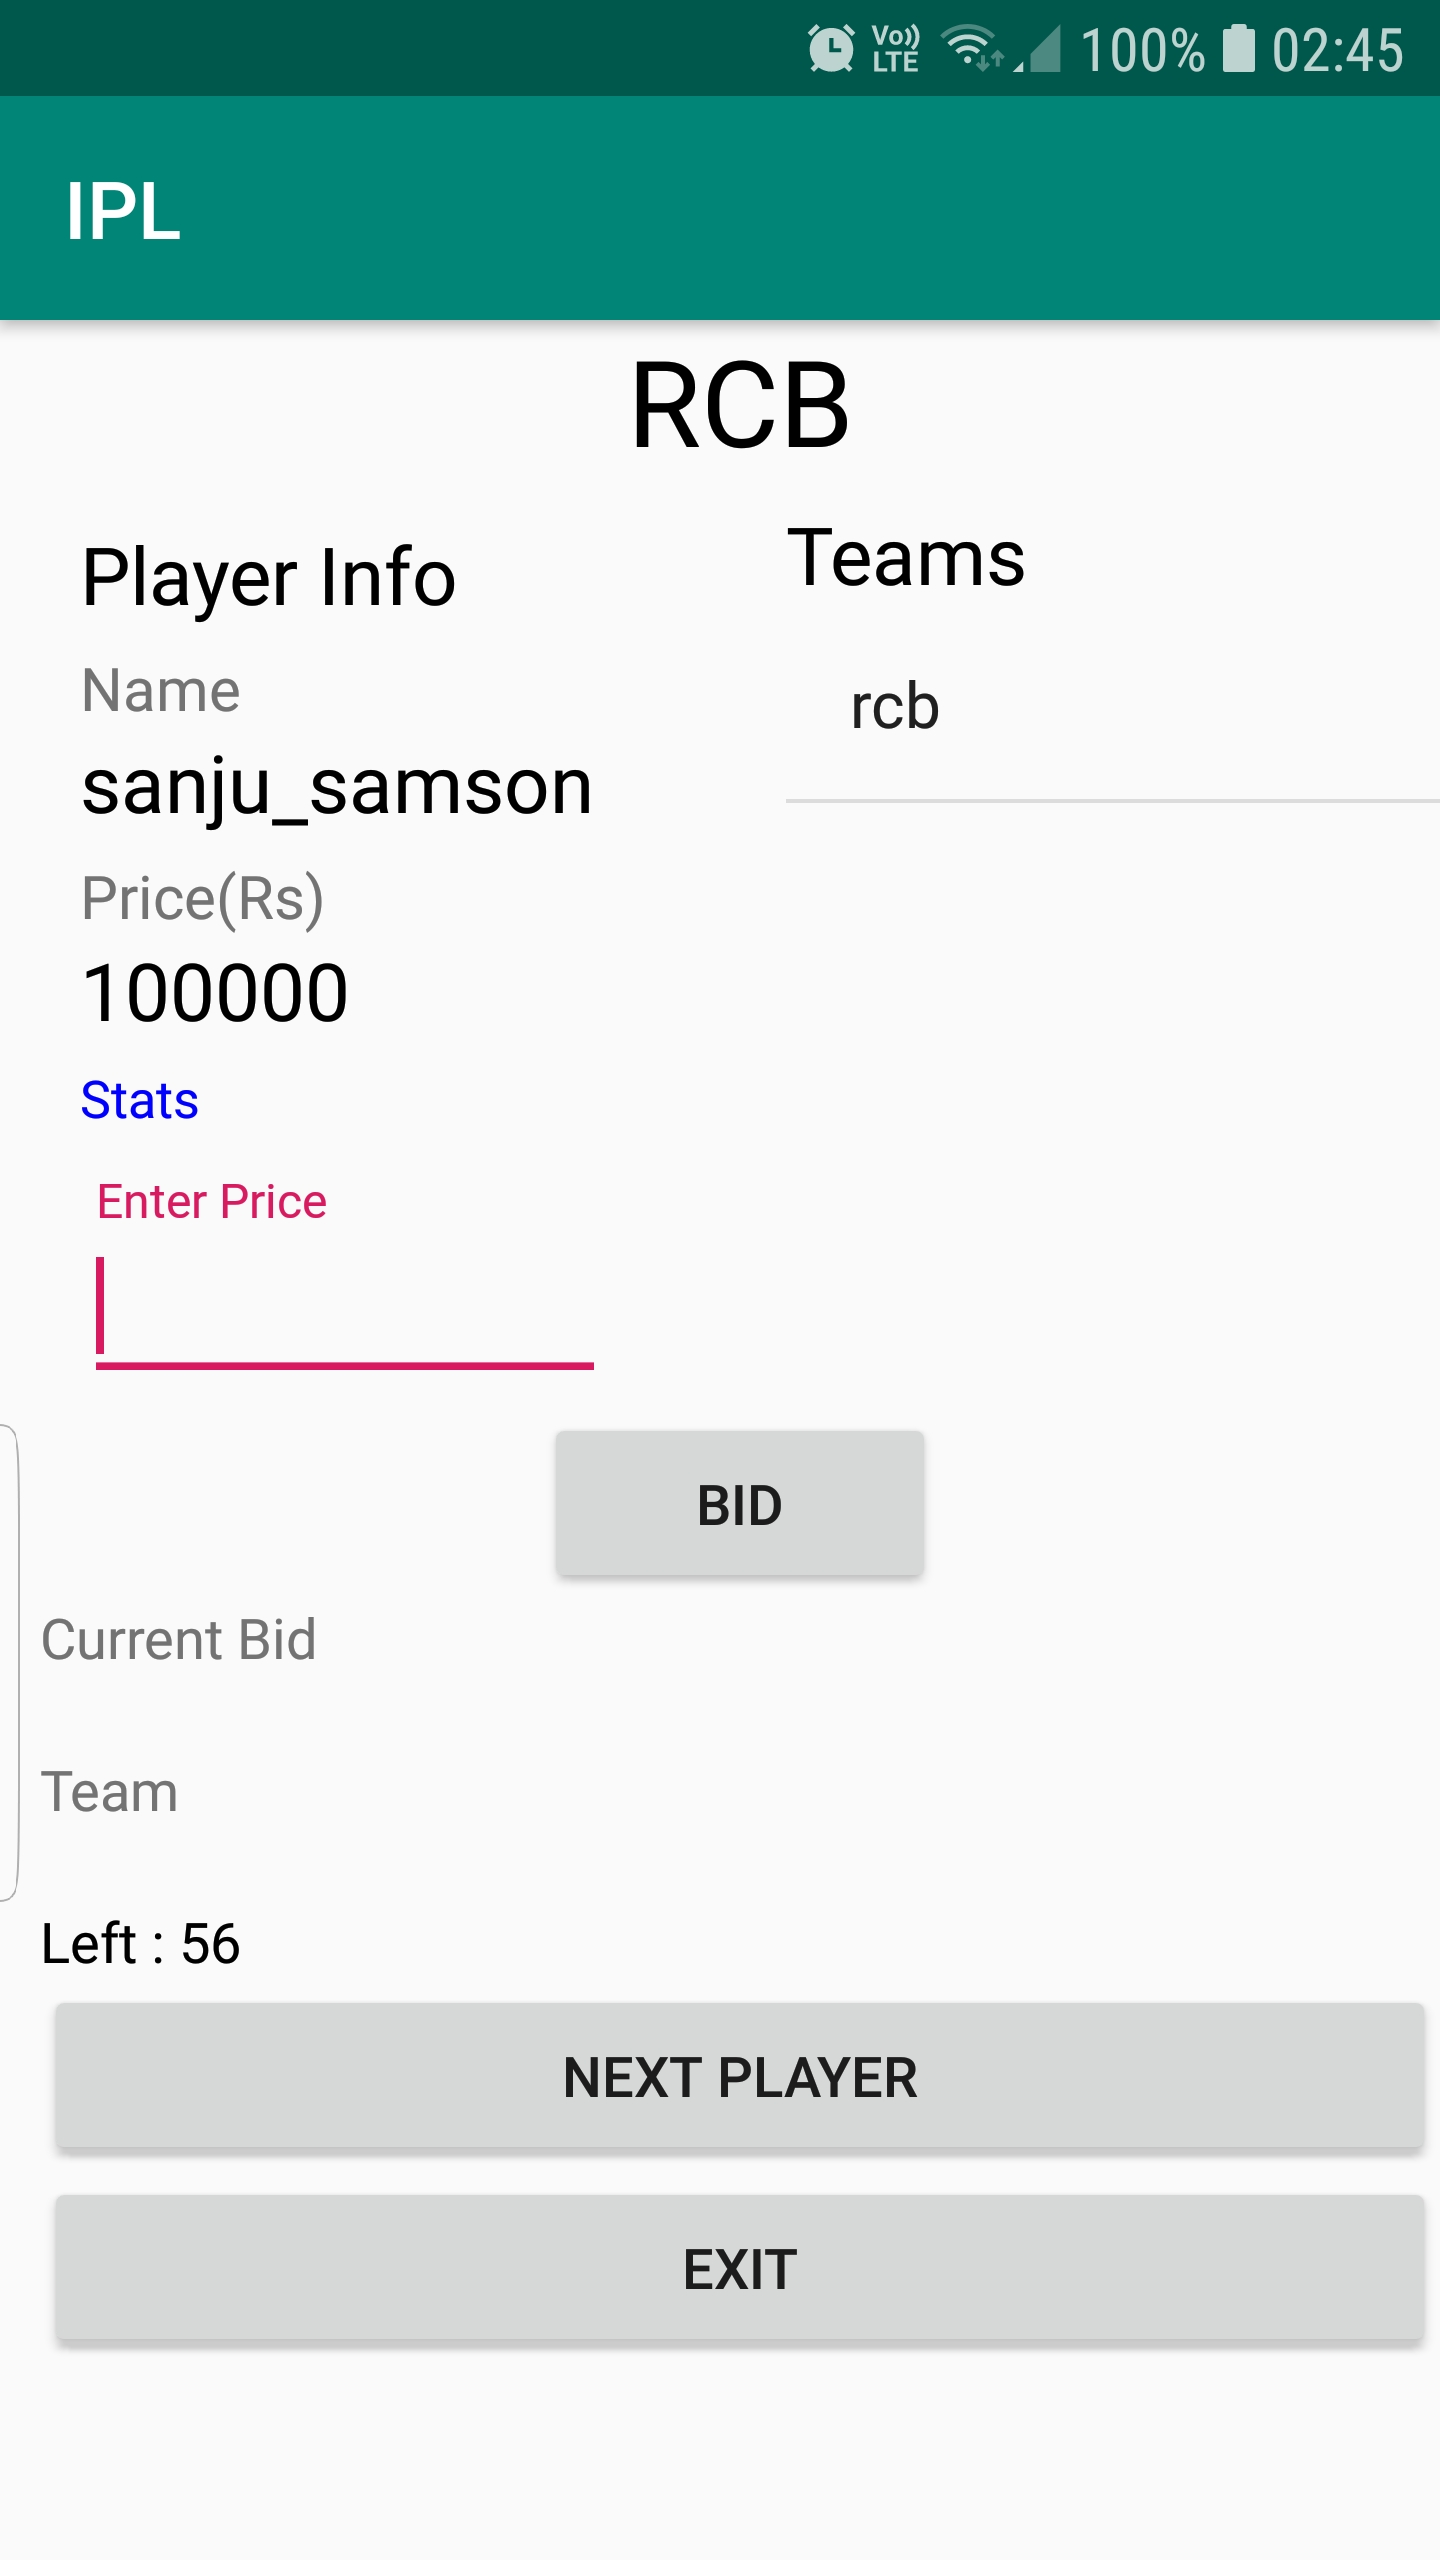 Vo)) LTE 100% 02:45
IPL
RCB
Player Info
Name
sanju_samson
Price(Rs)
100000
Stats
Teams
rcb
Enter Price
BID
Current Bid
Team
Left : 56
NEXT PLAYER
EXIT